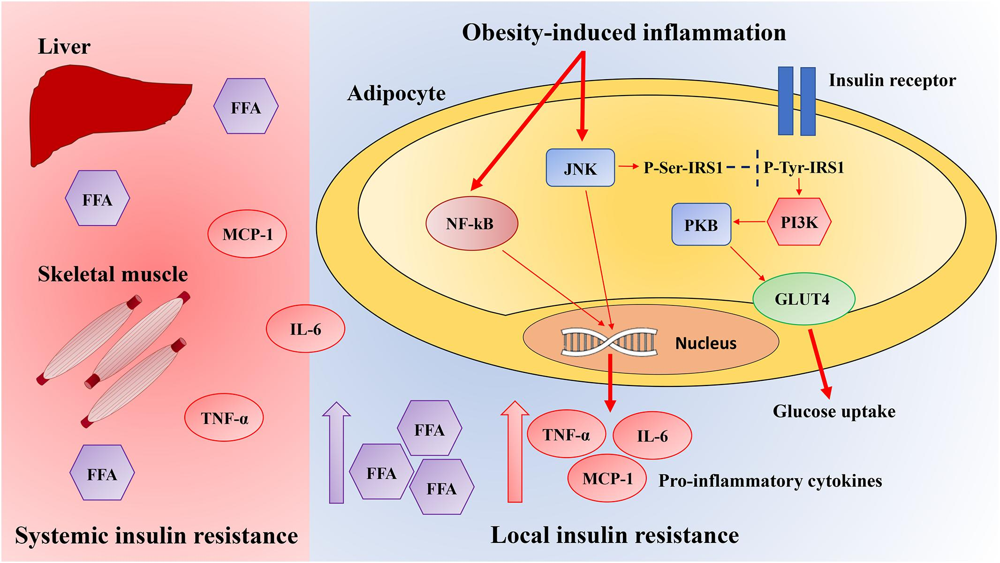 Liver
FFA
FFA
MCP-1
Skeletal muscle
IL-6
TNF-α
FFA
Systemic insulin resistance
Obesity-induced inflammation
Adipocyte
Insulin receptor
JNK
P-Ser-IRS1
P-Tyr-IRS1
NF-kB
PKB
PI3K
GLUT4
Nucleus
Glucose uptake
FFA
FFA
FFA
TNF-α
IL-6
MCP-1
Pro-inflammatory cytokines
Local insulin resistance